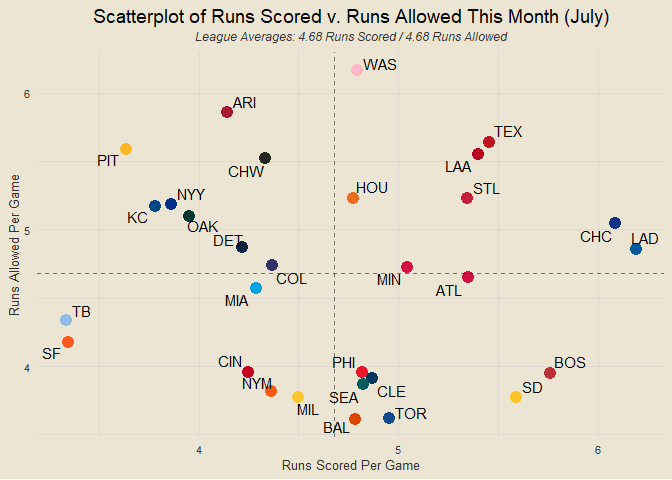 Scatterplot of Runs Scored v. Runs Allowed This Month (July)
League Averages: 4.68 Runs Scored / 4.68 Runs Allowed
WAS
6
ARI
TEX
PIT
CHW
LAA
HOU
STL
NYY
KC
OAK
5
DET
CHC
LAD
COL
MIN
ATL
MIA
TB
SF
4
CIN
PHI
BOS
NYM
SEA
CLE
SD
MIL
BAL
TOR
4
5
6
Runs Scored Per Game
Runs Allowed Per Game